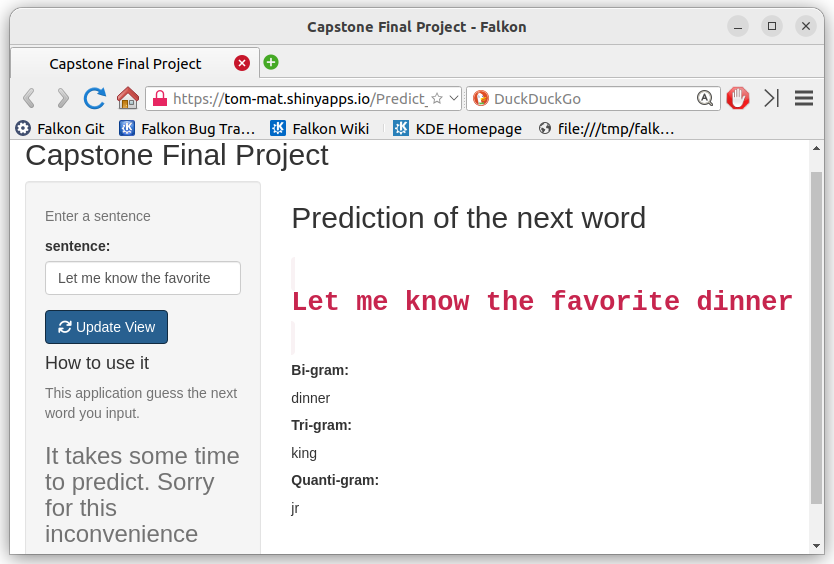 Capstone Final Project - Falkon
Capstone Final Project
https://tom-mat.shinyapps.io/Predict_
DuckDuckGo
Falkon Git
Falkon Bug Tra...
Falkon Wiki
KDE Homepage
file:///tmp/falk...
Capstone Final Project
Enter a sentence
sentence:
Let me know the favorite
Update View
How to use it
This application guess the next
word you input.
It takes some time
to predict. Sorry
for this
inconvenience
Prediction of the next word
Let me know the favorite dinner
Bi-gram:
dinner
Tri-gram:
king
Quanti-gram:
jr